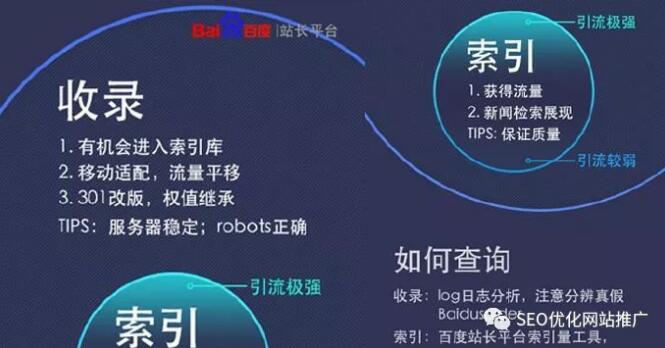 Bai 百度 | 站长平台
收录
1. 有机会进入索引库
2. 移动适配，流量平移
3. 301改版，权值继承
TIPS：服务器稳定；robots正确
引流极强
索引
引流极强
索引
1. 获得流量
2. 新闻检索展现
TIPS: 保证质量
引流较弱
如何查询
收录：log日志分析，注意分辨真假
索引：百度站长平台索引量工具，
SEO优化网站推广